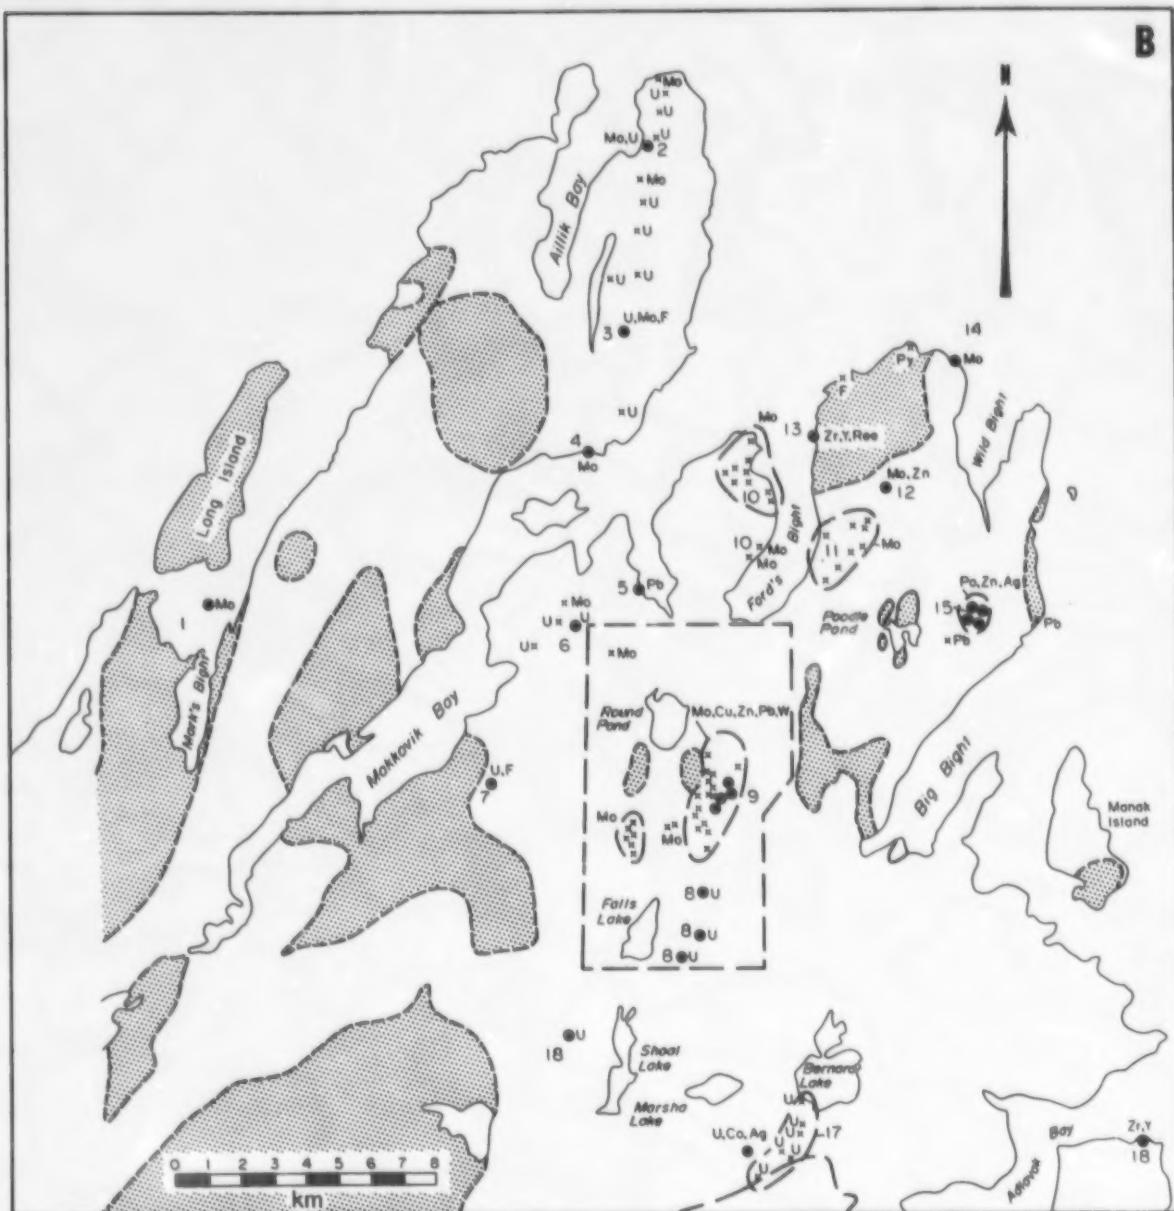 B
N
Mo
U
U
Mo,U
U
2
Mo
U
Aillik Bay
U
U
U
U,Mo,F
3
14
Py
Mo
F
U
Mo
13
Zr,Y,Ree
4
Mo
Wild Bight
Mo,Zn
12
Long Island
10
Bight
11
Mo
10
Mo
Mo
5
Pb
Ford's
Mo
1
Mo
U
U
6
U
Poodle Pond
Po,Zn,Ag
15
Pb
Pb
Mo
Mark's Bight
Makkovik Bay
Round Pond
Mo,Cu,Zn,Pb,W
U,F
7
9
Big Bight
Manak Island
Mo
Mo
8
U
Falls Lake
8
U
8
U
U
18
Shoal Lake
Bernard Lake
Marsha Lake
U
U
U
U
U
17
U
U,Co,Ag
Bay
Zr,Y
18
Adlavak
0 1 2 3 4 5 6 7 8
km